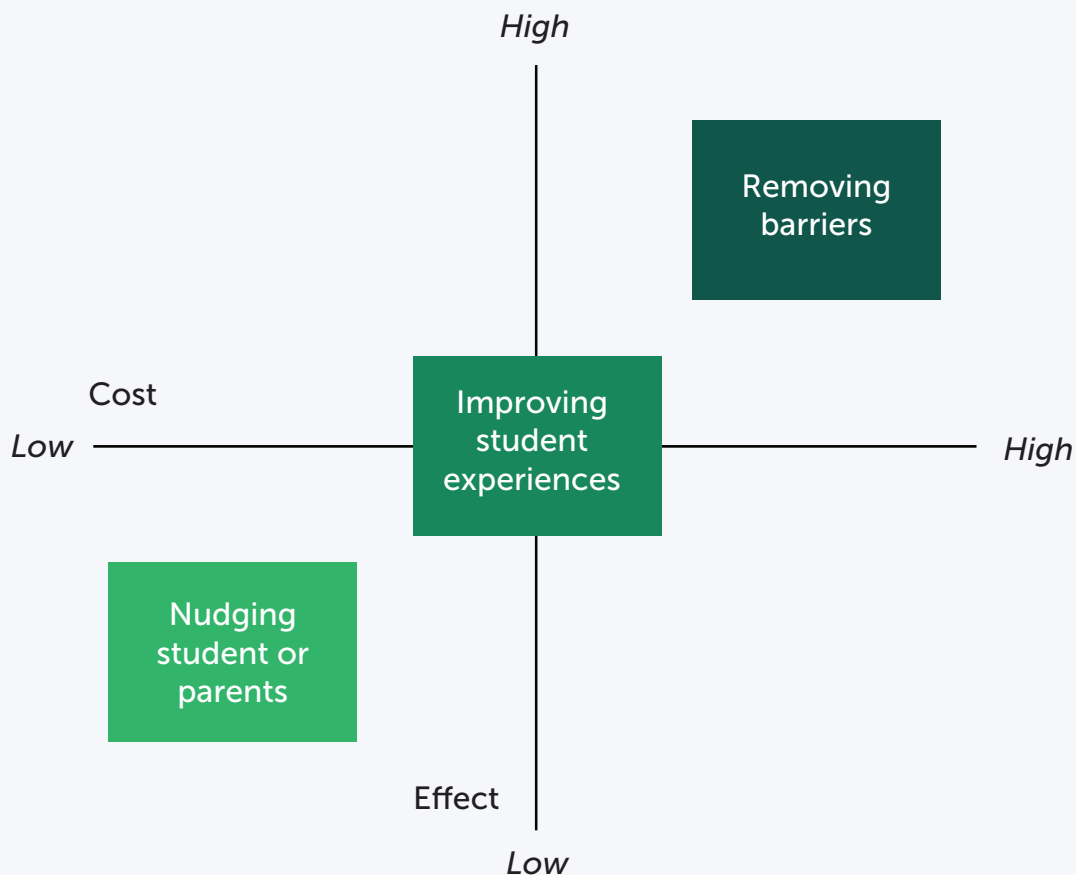 High
Removing
barriers
Cost
Improving
student
experiences
Low
High
Nudging
student or
parents
Effect
Low